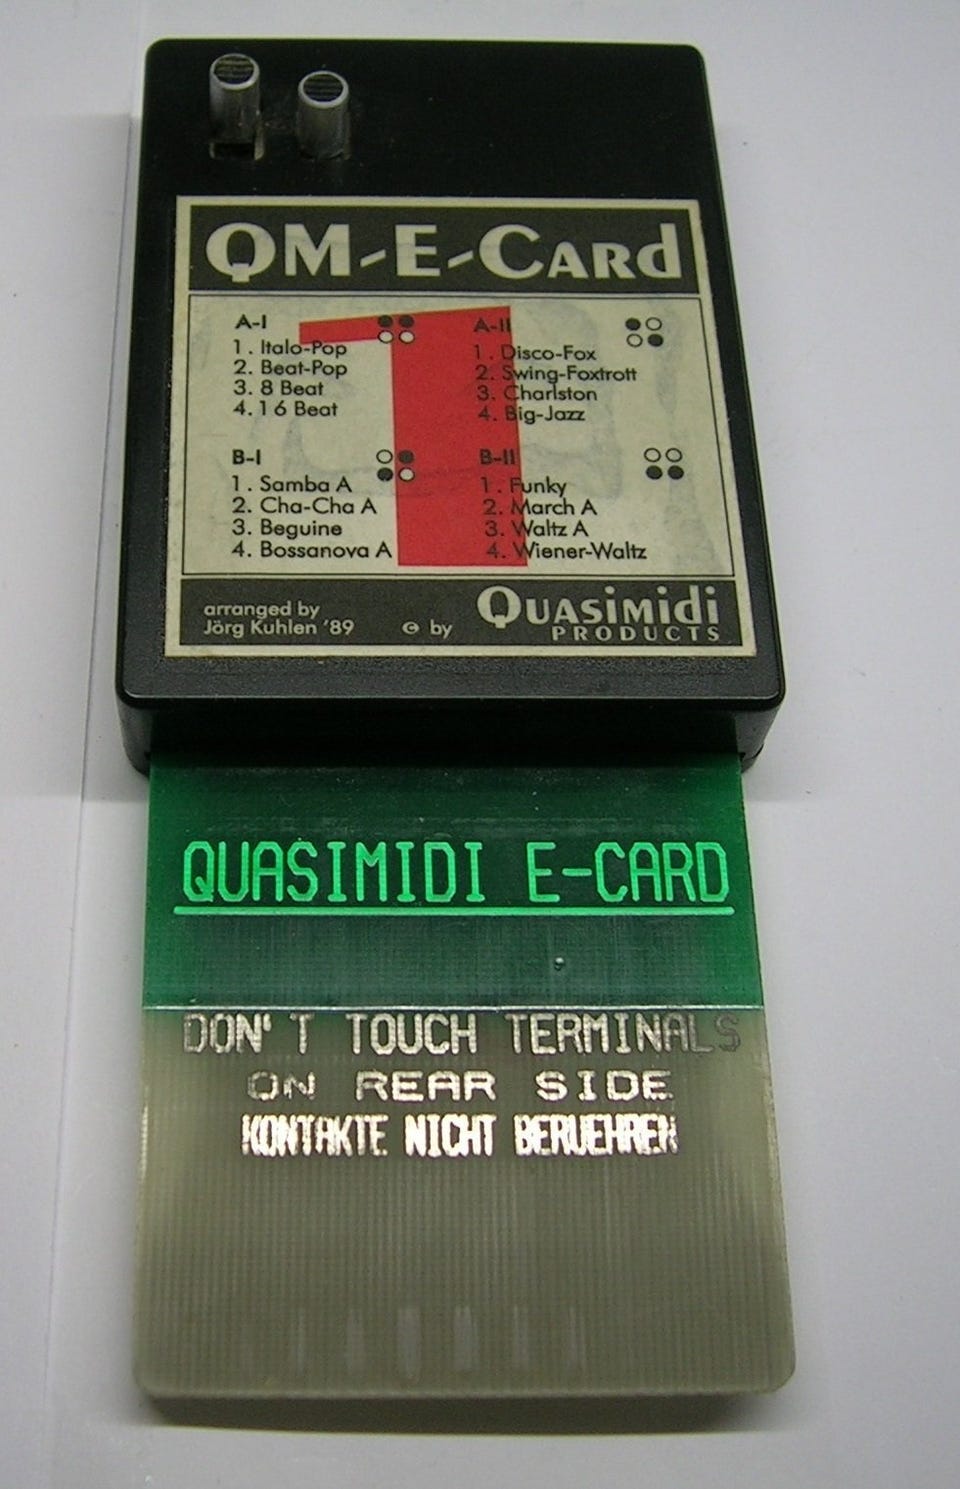 QM-E-CARD
1
A-I
1. Italo-Pop
2. Beat-Pop
3. 8 Beat
4. 16 Beat
A-II
1. Disco-Fox
2. Swing-Foxtrott
3. Charlston
4. Big-Jazz
B-I
1. Samba A
2. Cha-Cha A
3. Beguine
4. Bossanova A
B-II
1. Funky
2. March A
3. Waltz A
4. Wiener-Waltz
arranged by
Jörg Kuhlen '89
© by
QUASIMIDI
PRODUCTS
QUASIMIDI E-CARD
DON'T TOUCH TERMINALS
ON REAR SIDE
KONTAKTE NICHT BERUEHREN